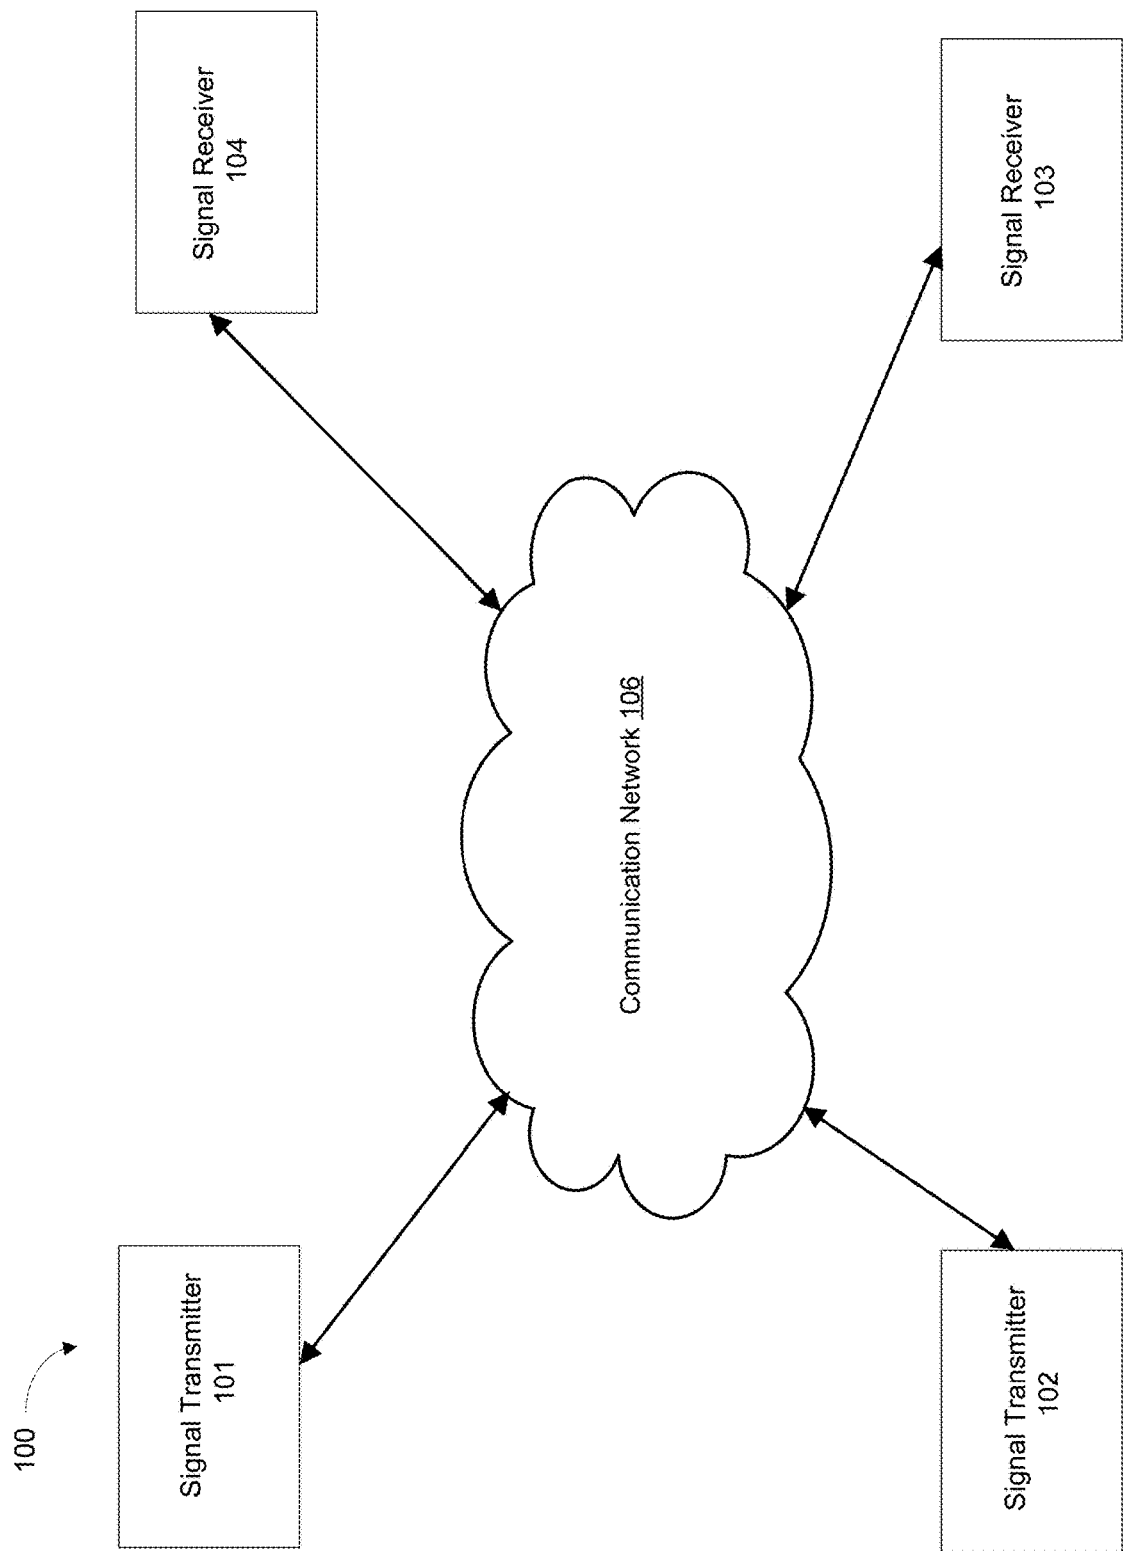 100
Signal Transmitter
101
Signal Receiver
104
Communication Network 106
Signal Transmitter
102
Signal Receiver
103